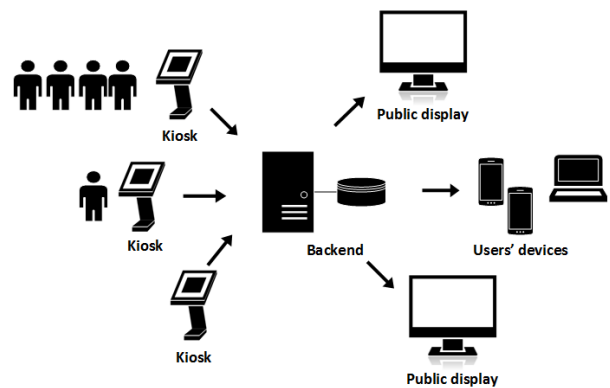 Public display
Kiosk
Kiosk
Backend
Users' devices
Kiosk
Public display